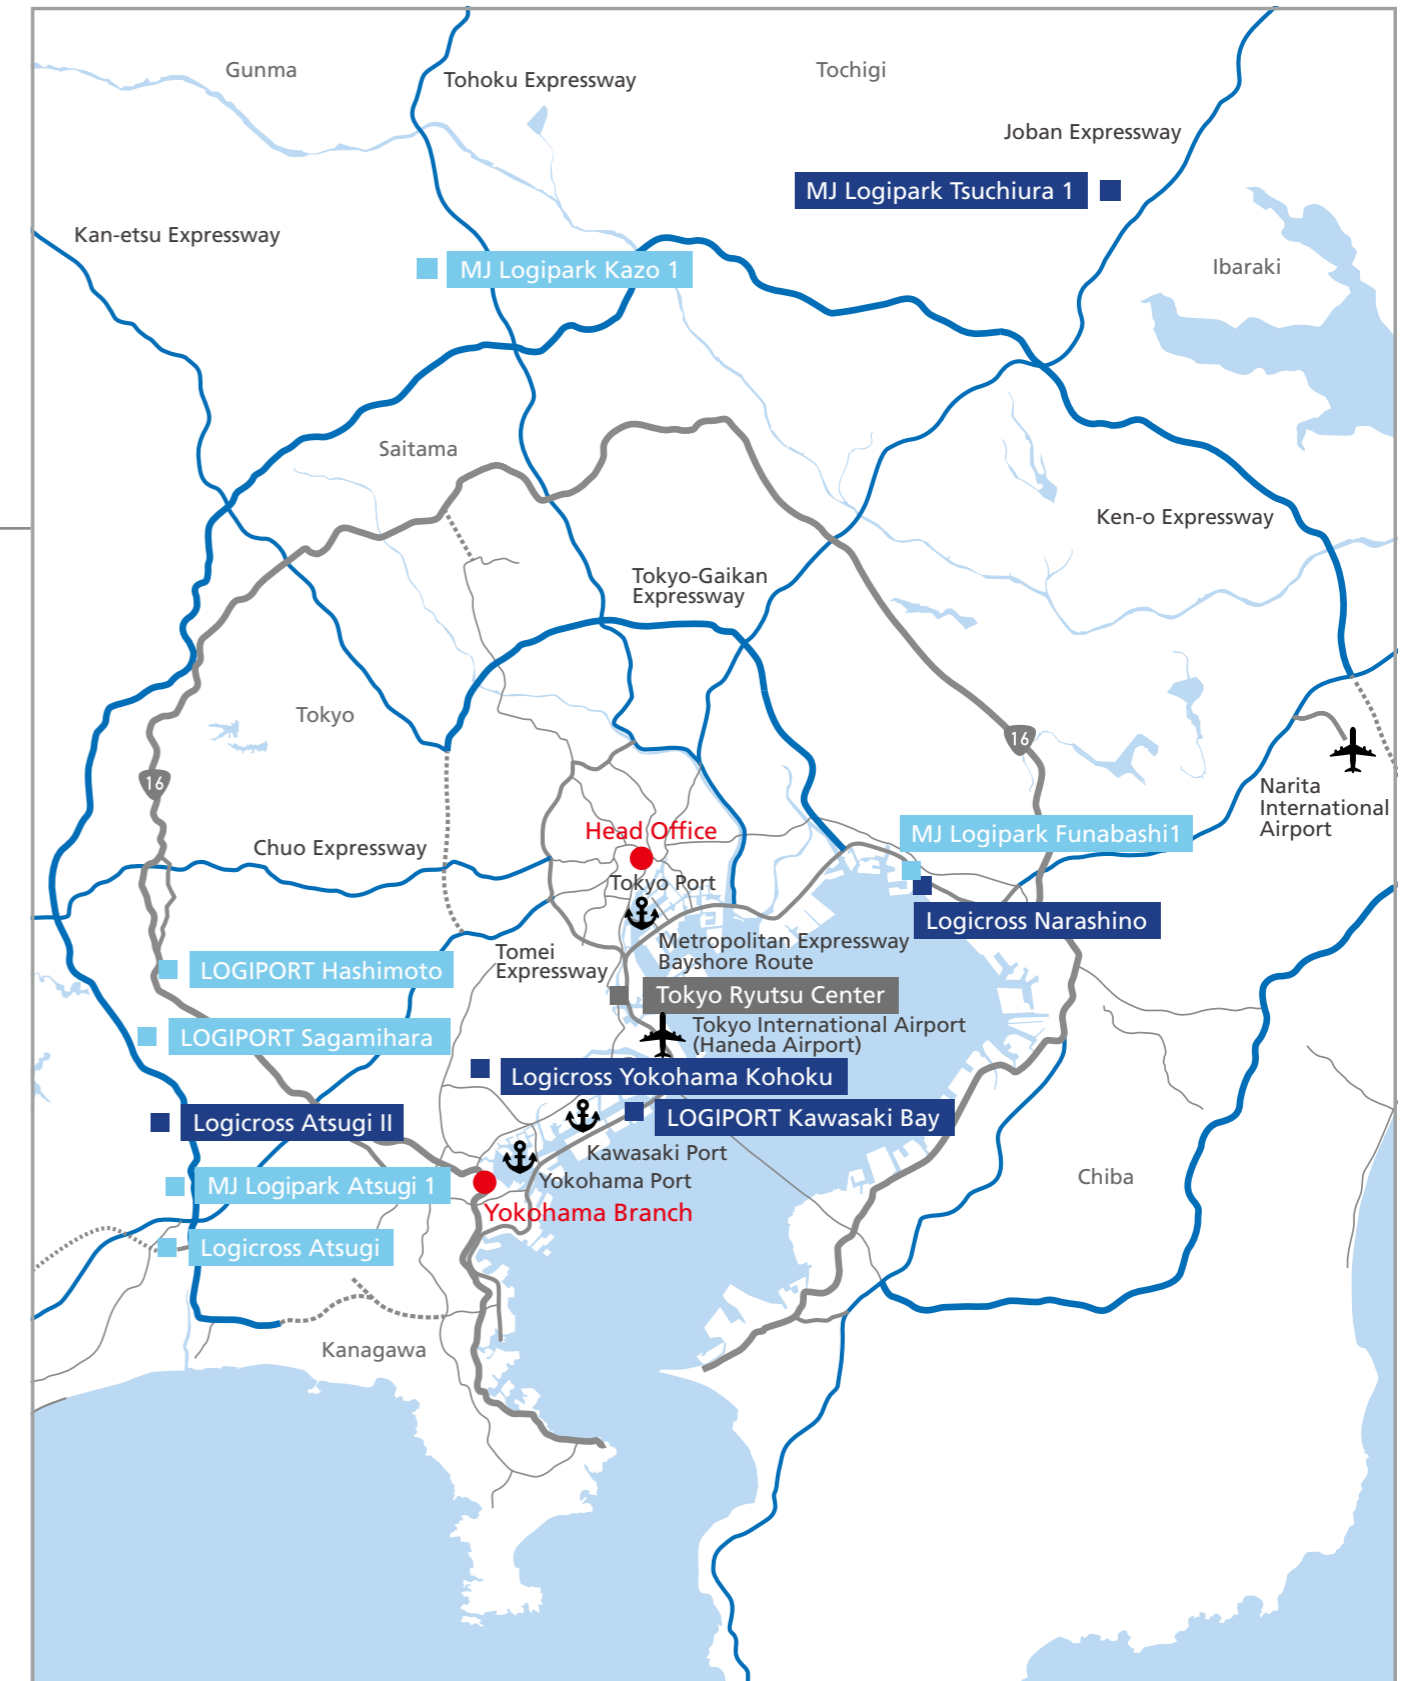 Gunma
Tohoku Expressway
Tochigi
Joban Expressway
MJ Logipark Tsuchiura 1
Kan-etsu Expressway
MJ Logipark Kazo 1
Ibaraki
Saitama
Ken-o Expressway
Tokyo-Gaikan
Expressway
Tokyo
16
16
Narita
International
Airport
Head Office
MJ Logipark Funabashi1
Chuo Expressway
Tokyo Port
Logicross Narashino
Metropolitan Expressway
Bayshore Route
Tomei
Expressway
LOGIPORT Hashimoto
Tokyo Ryutsu Center
Tokyo International Airport
(Haneda Airport)
LOGIPORT Sagamihara
Logicross Yokohama Kohoku
LOGIPORT Kawasaki Bay
Logicross Atsugi II
Kawasaki Port
Yokohama Port
Chiba
MJ Logipark Atsugi 1
Yokohama Branch
Logicross Atsugi
Kanagawa